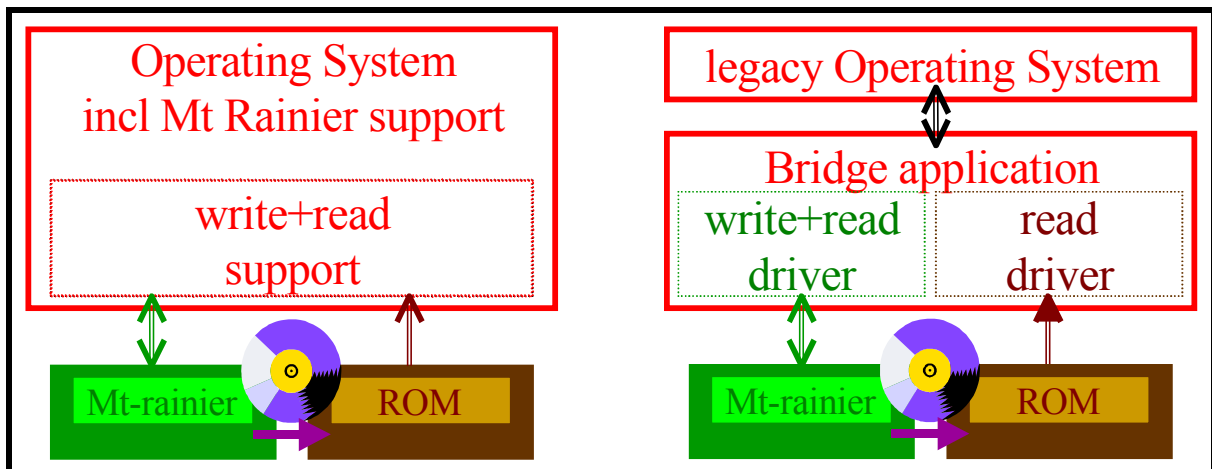 Operating System
incl Mt Rainier support
write+read
support
Mt-rainier
ROM
legacy Operating System
Bridge application
write+read
driver
read
driver
Mt-rainier
ROM